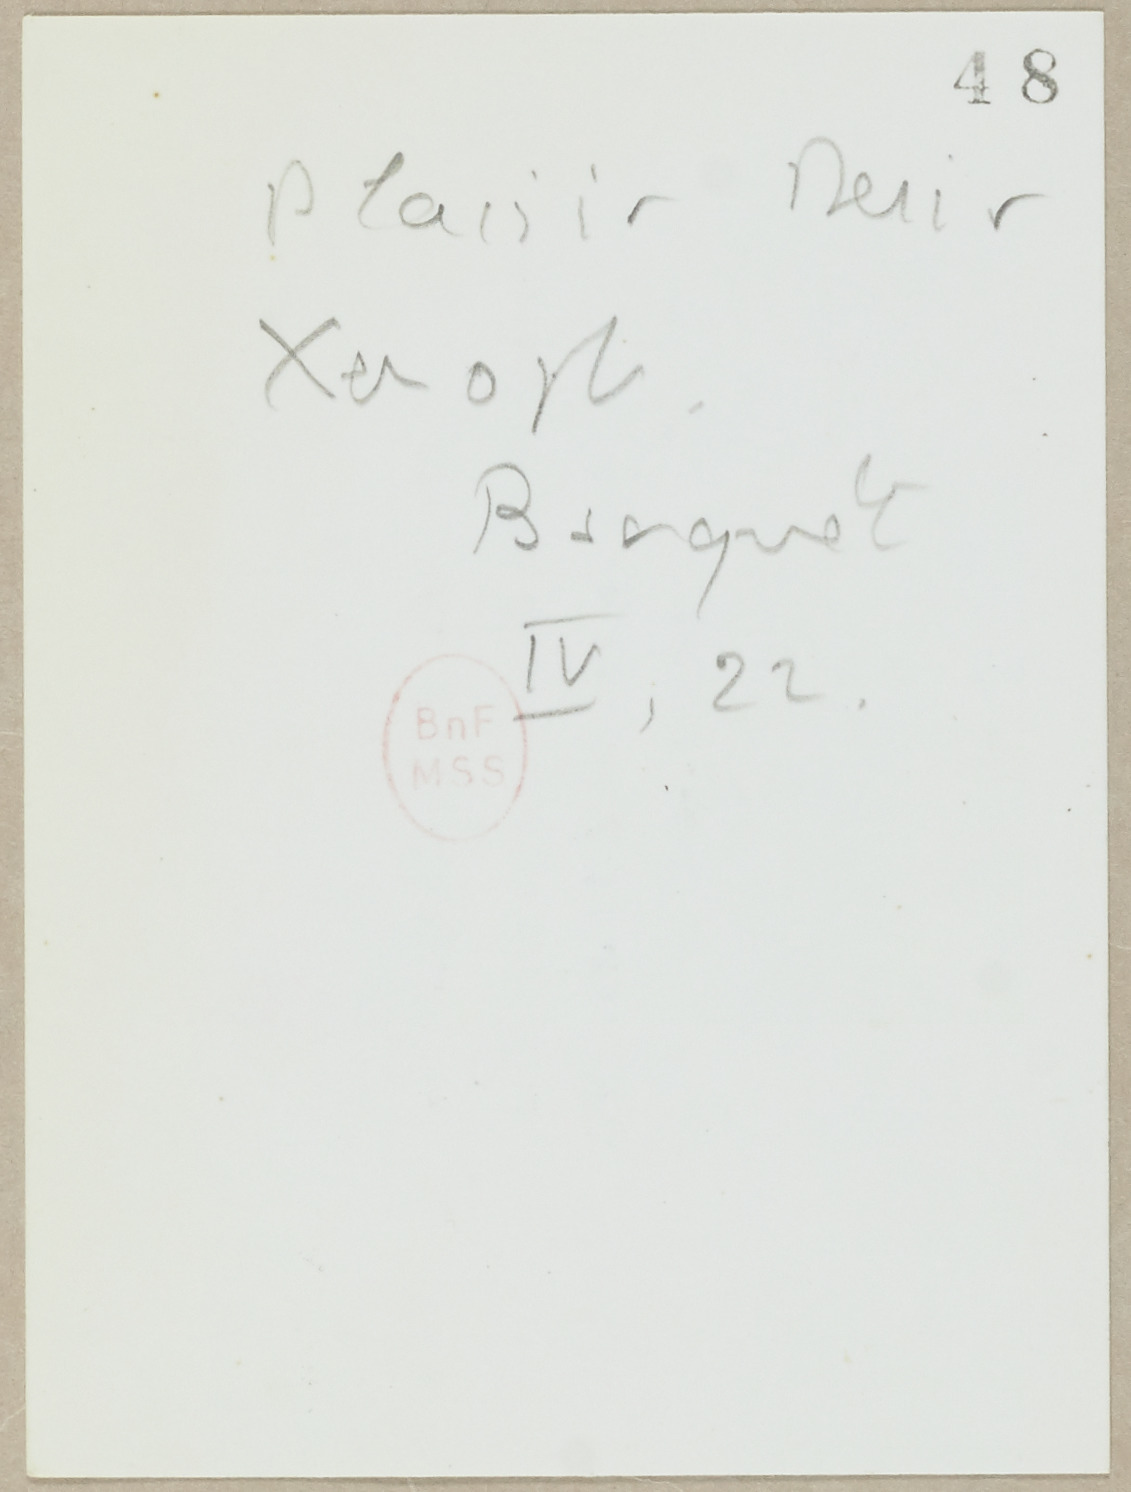 48
Plaisir Desir
Xenoph.
Banquet
IV, 22.
BnF
MSS